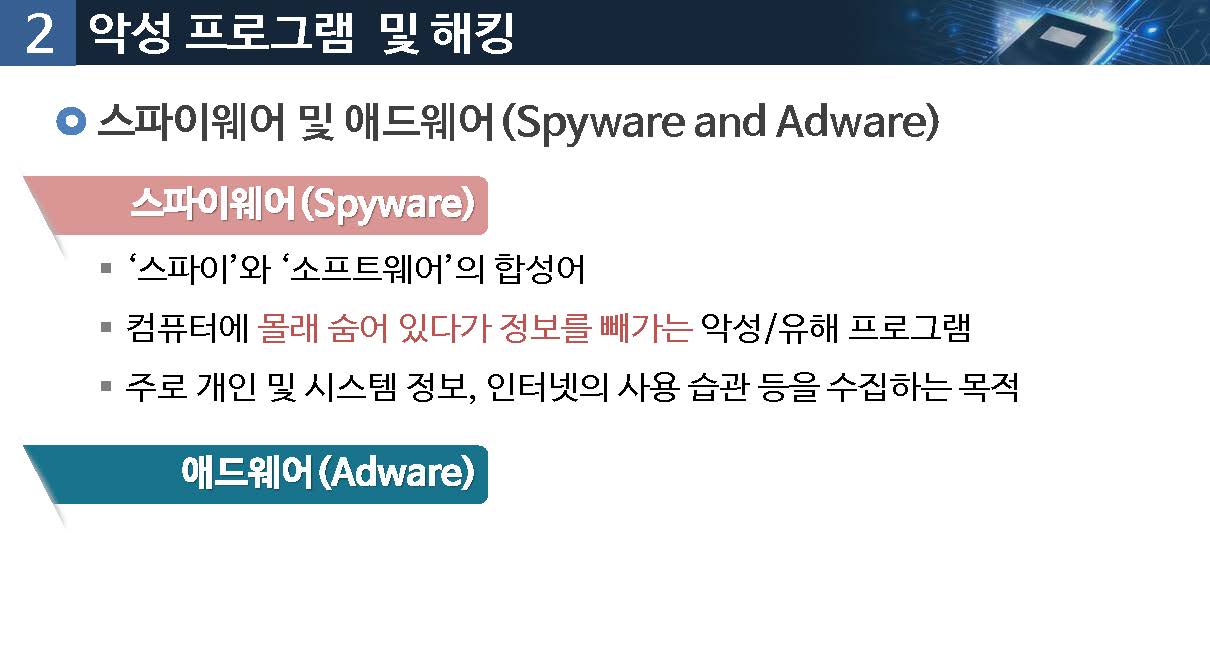 2 악성 프로그램 및 해킹
스파이웨어 및 애드웨어(Spyware and Adware)
스파이웨어(Spyware)
‘스파이’와 ‘소프트웨어’의 합성어
컴퓨터에 몰래 숨어 있다가 정보를 빼가는 악성/유해 프로그램
주로 개인 및 시스템 정보, 인터넷의 사용 습관 등을 수집하는 목적
애드웨어(Adware)